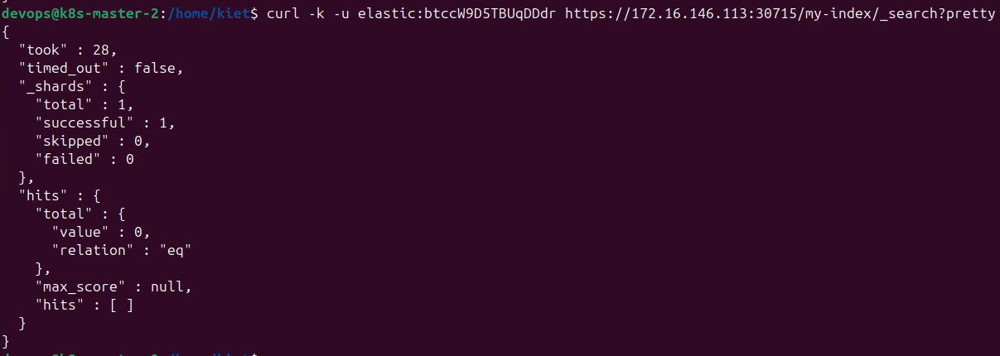 devops@k8s-master-2:/home/kiet$ curl -k -u elastic:btccW9D5TBUqDDdr https://172.16.146.113:30715/my-index/_search?pretty
{
  "took" : 28,
  "timed_out" : false,
  "_shards" : {
    "total" : 1,
    "successful" : 1,
    "skipped" : 0,
    "failed" : 0
  },
  "hits" : {
    "total" : {
      "value" : 0,
      "relation" : "eq"
    },
    "max_score" : null,
    "hits" : [ ]
  }
}